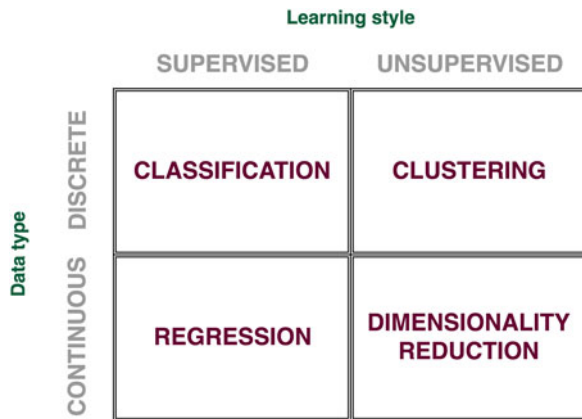 Learning style
SUPERVISED UNSUPERVISED
Data type
DISCRETE
CLASSIFICATION CLUSTERING
CONTINUOUS
REGRESSION
DIMENSIONALITY
REDUCTION